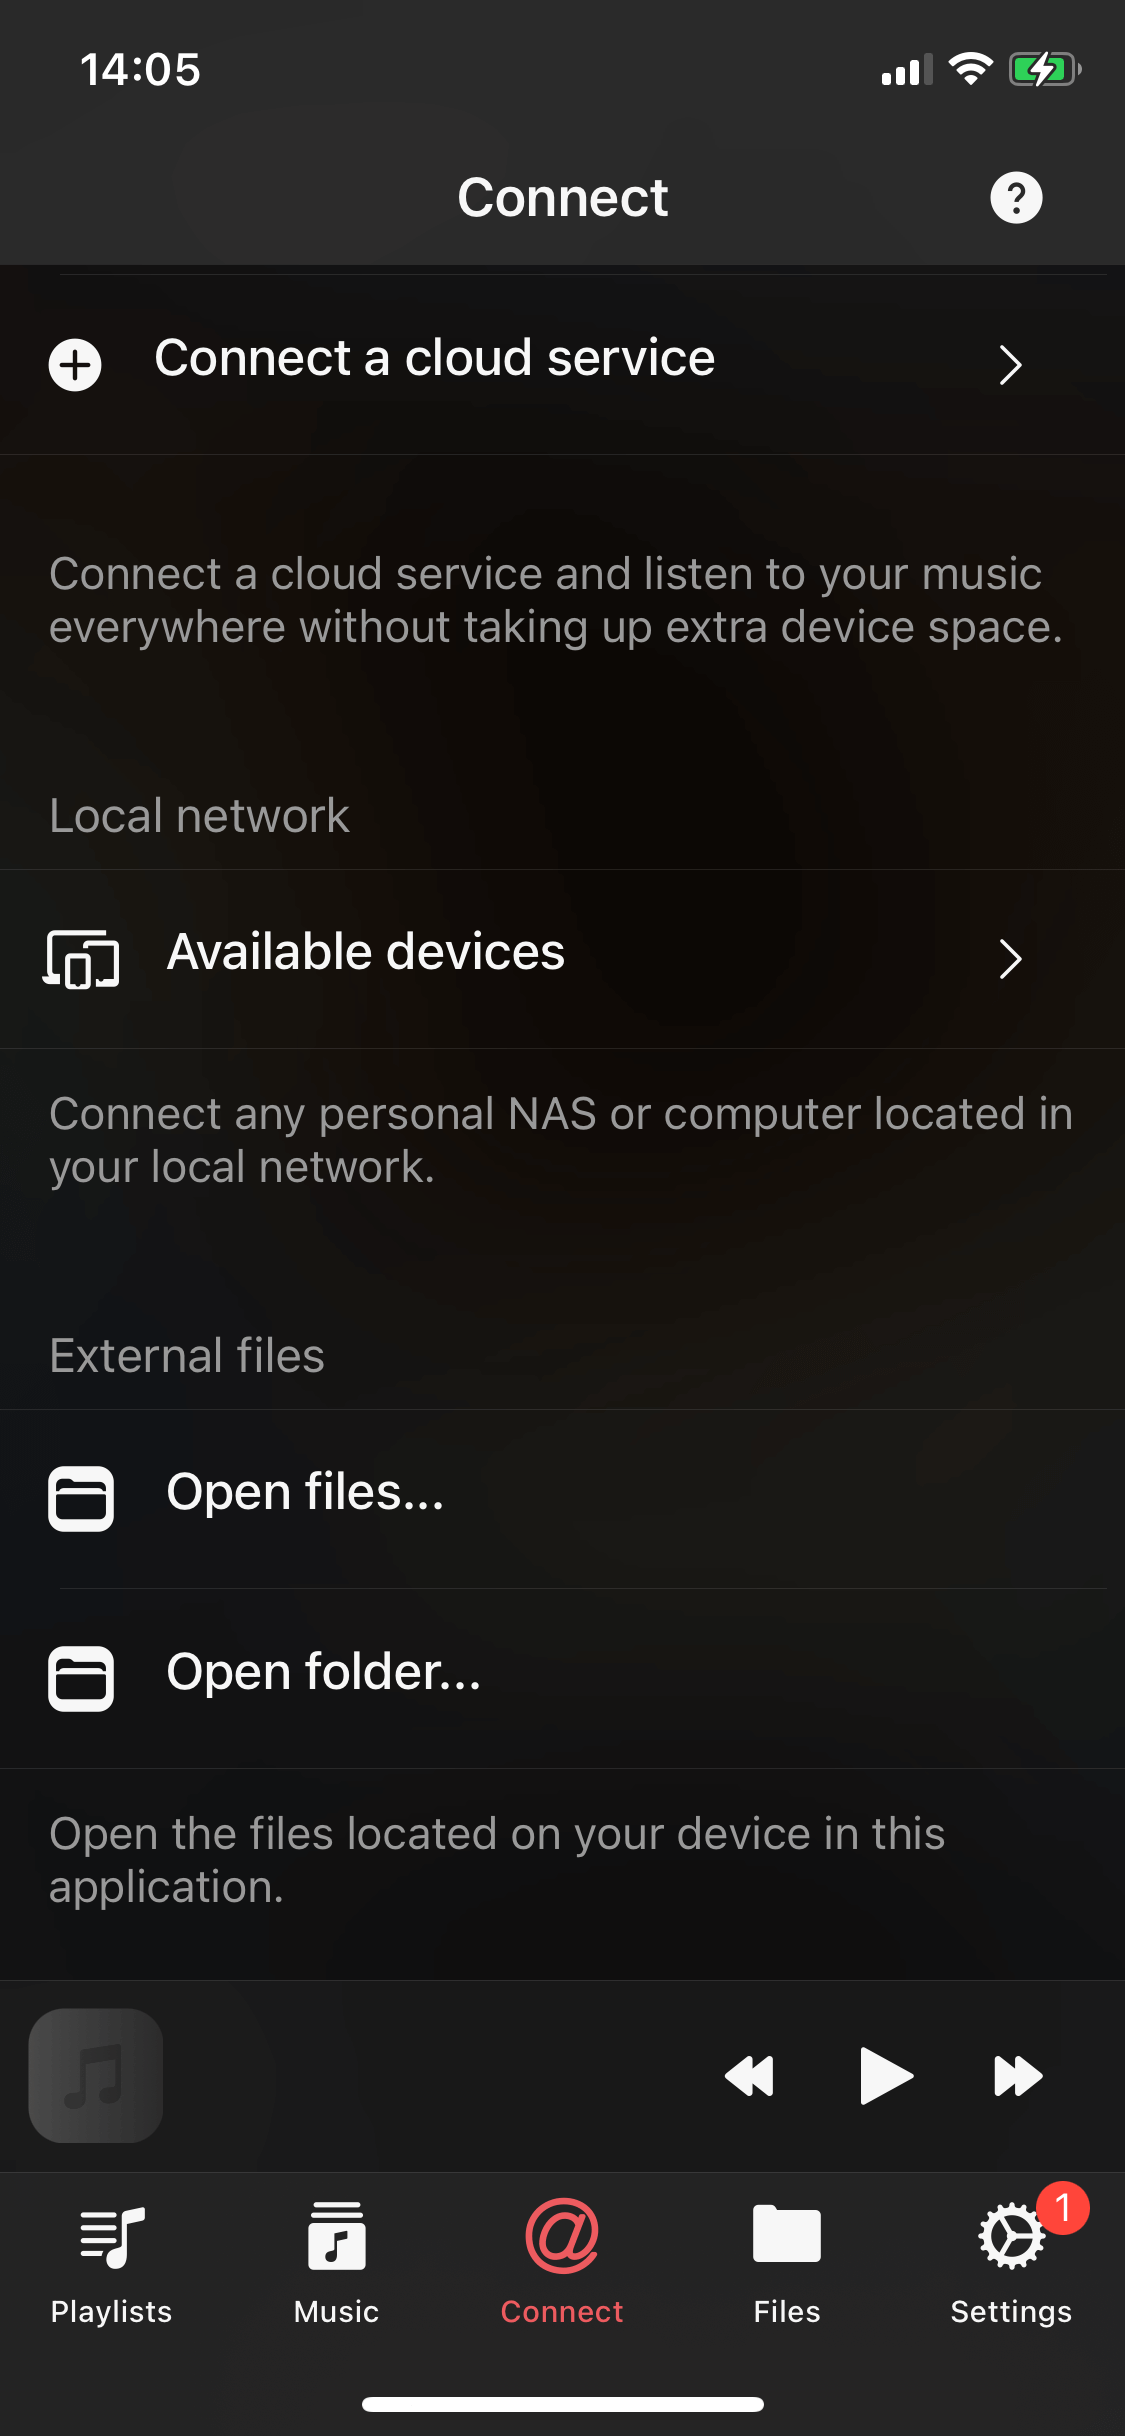 14:05
Connect
?
Connect a cloud service
Connect a cloud service and listen to your music
everywhere without taking up extra device space.
Local network
Available devices
Connect any personal NAS or computer located in
your local network.
External files
Open files...
Open folder...
Open the files located on your device in this
application.
1
Playlists
Music
Connect
Files
Settings